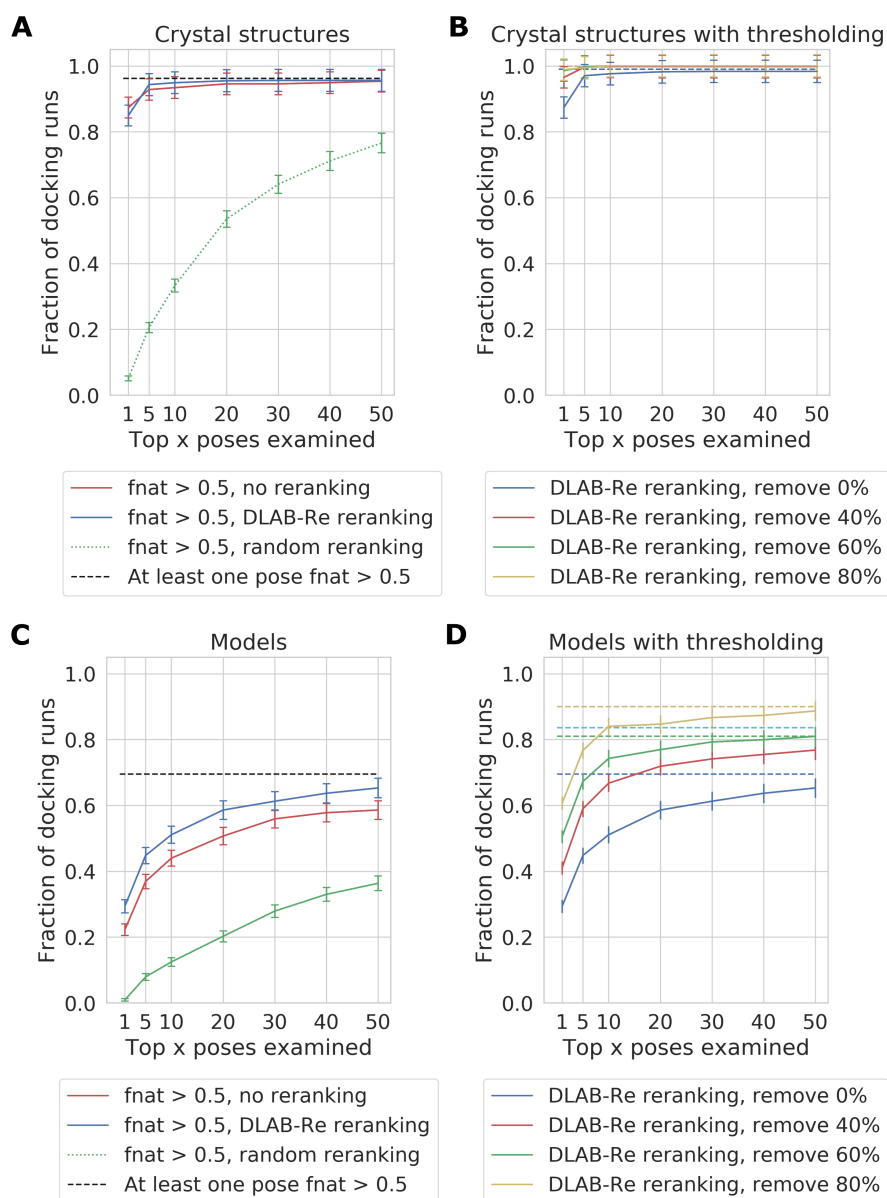 A
Crystal structures
Fraction of docking runs
1.0
0.8
0.6
0.4
0.2
0.0
1 5 10 20 30 40 50
Top x poses examined
fnat > 0.5, no reranking
fnat > 0.5, DLAB-Re reranking
fnat > 0.5, random reranking
At least one pose fnat > 0.5
B
Crystal structures with thresholding
Fraction of docking runs
1.0
0.8
0.6
0.4
0.2
0.0
1 5 10 20 30 40 50
Top x poses examined
DLAB-Re reranking, remove 0%
DLAB-Re reranking, remove 40%
DLAB-Re reranking, remove 60%
DLAB-Re reranking, remove 80%
C
Models
Fraction of docking runs
1.0
0.8
0.6
0.4
0.2
0.0
1 5 10 20 30 40 50
Top x poses examined
fnat > 0.5, no reranking
fnat > 0.5, DLAB-Re reranking
fnat > 0.5, random reranking
At least one pose fnat > 0.5
D
Models with thresholding
Fraction of docking runs
1.0
0.8
0.6
0.4
0.2
0.0
1 5 10 20 30 40 50
Top x poses examined
DLAB-Re reranking, remove 0%
DLAB-Re reranking, remove 40%
DLAB-Re reranking, remove 60%
DLAB-Re reranking, remove 80%